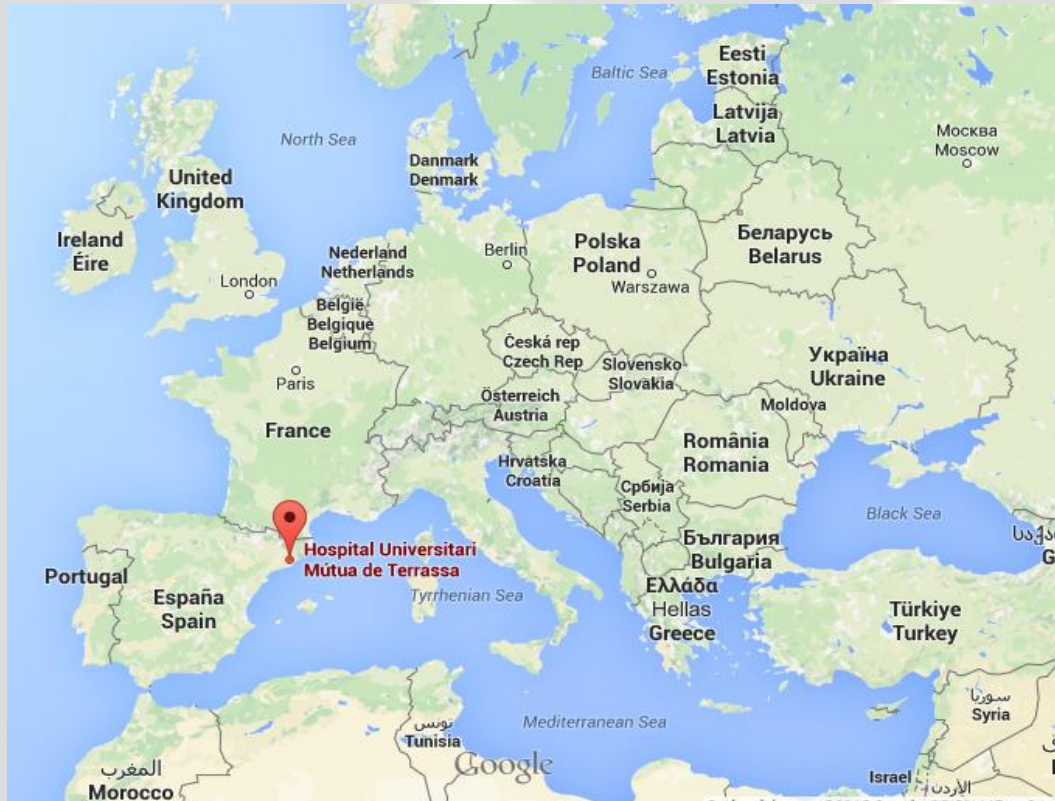 Eesti
Estonia
Baltic Sea
Latvija
Latvia
Москва
Moscow
North Sea
Danmark
Denmark
United
Kingdom
Ireland
Éire
Nederland
Netherlands
Berlin
Polska
Poland
Warszawa
Беларусь
Belarus
London
België
Belgique
Belgium
Česká rep
Czech Rep
Slovensko
Slovakia
Україна
Ukraine
Paris
Österreich
Austria
Moldova
France
România
Romania
Hrvatska
Croatia
Србија
Serbia
Black Sea
България
Bulgaria
Hospital Universitari
Mútua de Terrassa
Portugal
España
Spain
Tyrrhenian Sea
Ελλάδα
Hellas
Greece
Türkiye
Turkey
Mediterranean Sea
تونس
Tunisia
سوريا
Syria
Google
المغرب
Morocco
Israel
الأردن